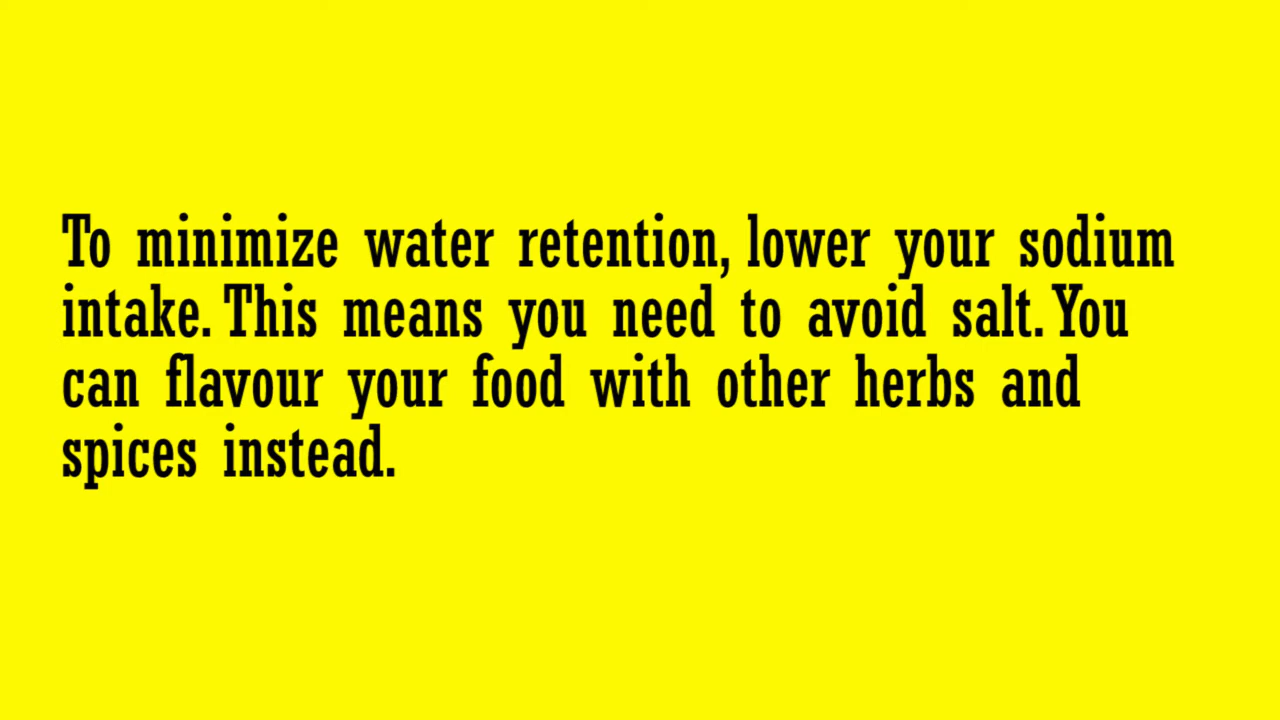 To minimize water retention, lower your sodium
intake. This means you need to avoid salt. You
can flavour your food with other herbs and
spices instead.